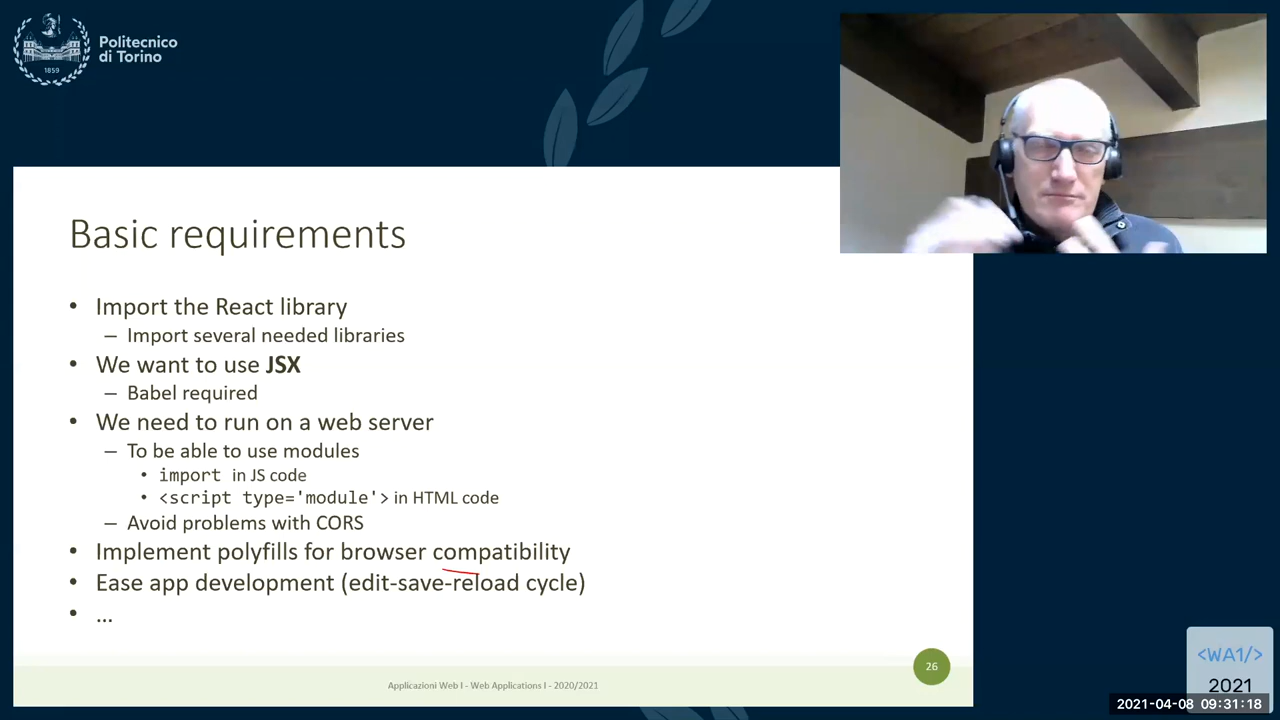 Politecnico
di Torino
1859
Basic requirements
• Import the React library
– Import several needed libraries
• We want to use JSX
– Babel required
• We need to run on a web server
– To be able to use modules
• import in JS code
• <script type='module'> in HTML code
– Avoid problems with CORS
• Implement polyfills for browser compatibility
• Ease app development (edit-save-reload cycle)
• ...
Applicazioni Web I - Web Applications I - 2020/2021
26
<WA1/>
2021
2021-04-08 09:31:18